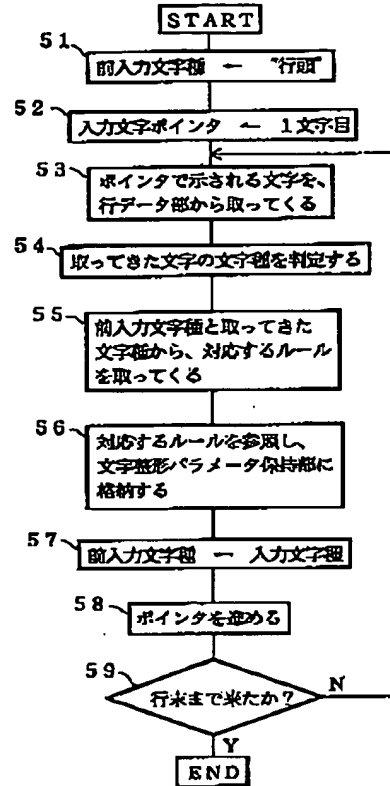 START
51
前入力文字種 ← "行頭"
52
入力文字ポインタ ← 1文字目
53
ポインタで示される文字を、
行データ部から取ってくる
54
取ってきた文字の文字種を判定する
55
前入力文字種と取ってきた
文字種から、対応するルール
を取ってくる
56
対応するルールを参照し、
文字整形パラメータ保持部に
格納する
57
前入力文字種 ← 入力文字種
58
ポインタを進める
59
行末まで来たか?
N
Y
END